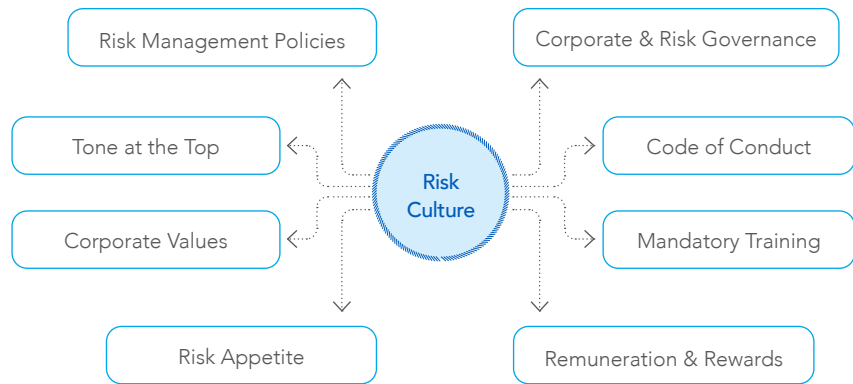 Risk Management Policies
Corporate & Risk Governance
Tone at the Top
Code of Conduct
Risk
Culture
Corporate Values
Mandatory Training
Risk Appetite
Remuneration & Rewards